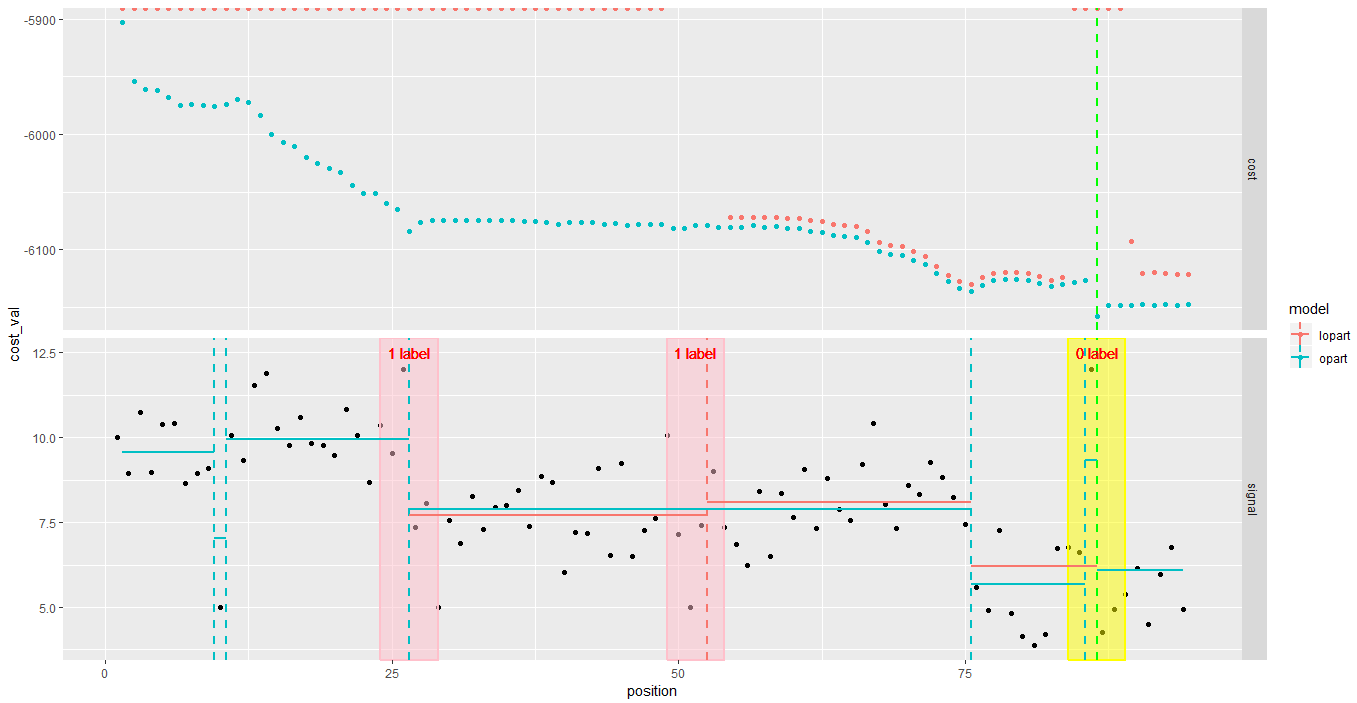 cost_val
-5900
-6000
-6100
cost
12.5
10.0
7.5
5.0
1 label
1 label
0 label
signal
0
25
50
75
position
model
lopart
opart